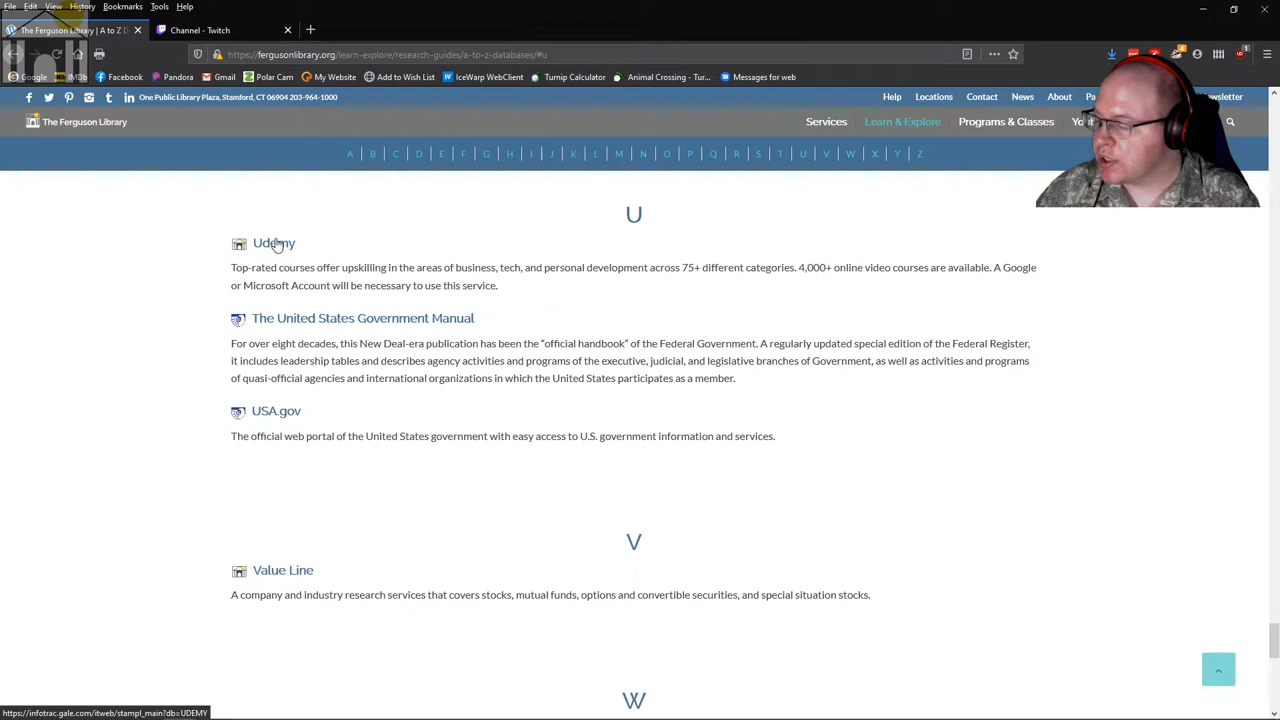 File Edit View History Bookmarks Tools Help
The Ferguson Library | A to Z D
Channel - Twitch
https://fergusonlibrary.org/learn-explore/research-guides/a-to-z-databases/#u
Google IMDb Facebook Pandora Gmail Polar Cam My Website Add to Wish List IceWarp WebClient Turnip Calculator Animal Crossing - Tur... Messages for web
One Public Library Plaza, Stamford, CT 06904 203-964-1000
Help Locations Contact News About
The Ferguson Library
Services Learn & Explore Programs & Classes
A B C D E F G H I J K L M N O P Q R S T U V W X Y Z
U
Udemy
Top-rated courses offer upskilling in the areas of business, tech, and personal development across 75+ different categories. 4,000+ online video courses are available. A Google
or Microsoft Account will be necessary to use this service.
The United States Government Manual
For over eight decades, this New Deal-era publication has been the “official handbook” of the Federal Government. A regularly updated special edition of the Federal Register,
it includes leadership tables and describes agency activities and programs of the executive, judicial, and legislative branches of Government, as well as activities and programs
of quasi-official agencies and international organizations in which the United States participates as a member.
USA.gov
The official web portal of the United States government with easy access to U.S. government information and services.
V
Value Line
A company and industry research services that covers stocks, mutual funds, options and convertible securities, and special situation stocks.
W
https://infotrac.gale.com/itweb/stampl_main?db=UDEMY